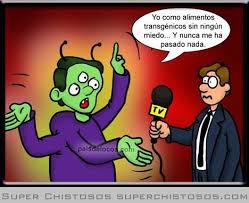 Yo como alimentos
transgénicos sin ningún
miedo... Y nunca me ha
pasado nada.
TV
SUPER CHISTOSOS SUPERCHISTOSOS.COM